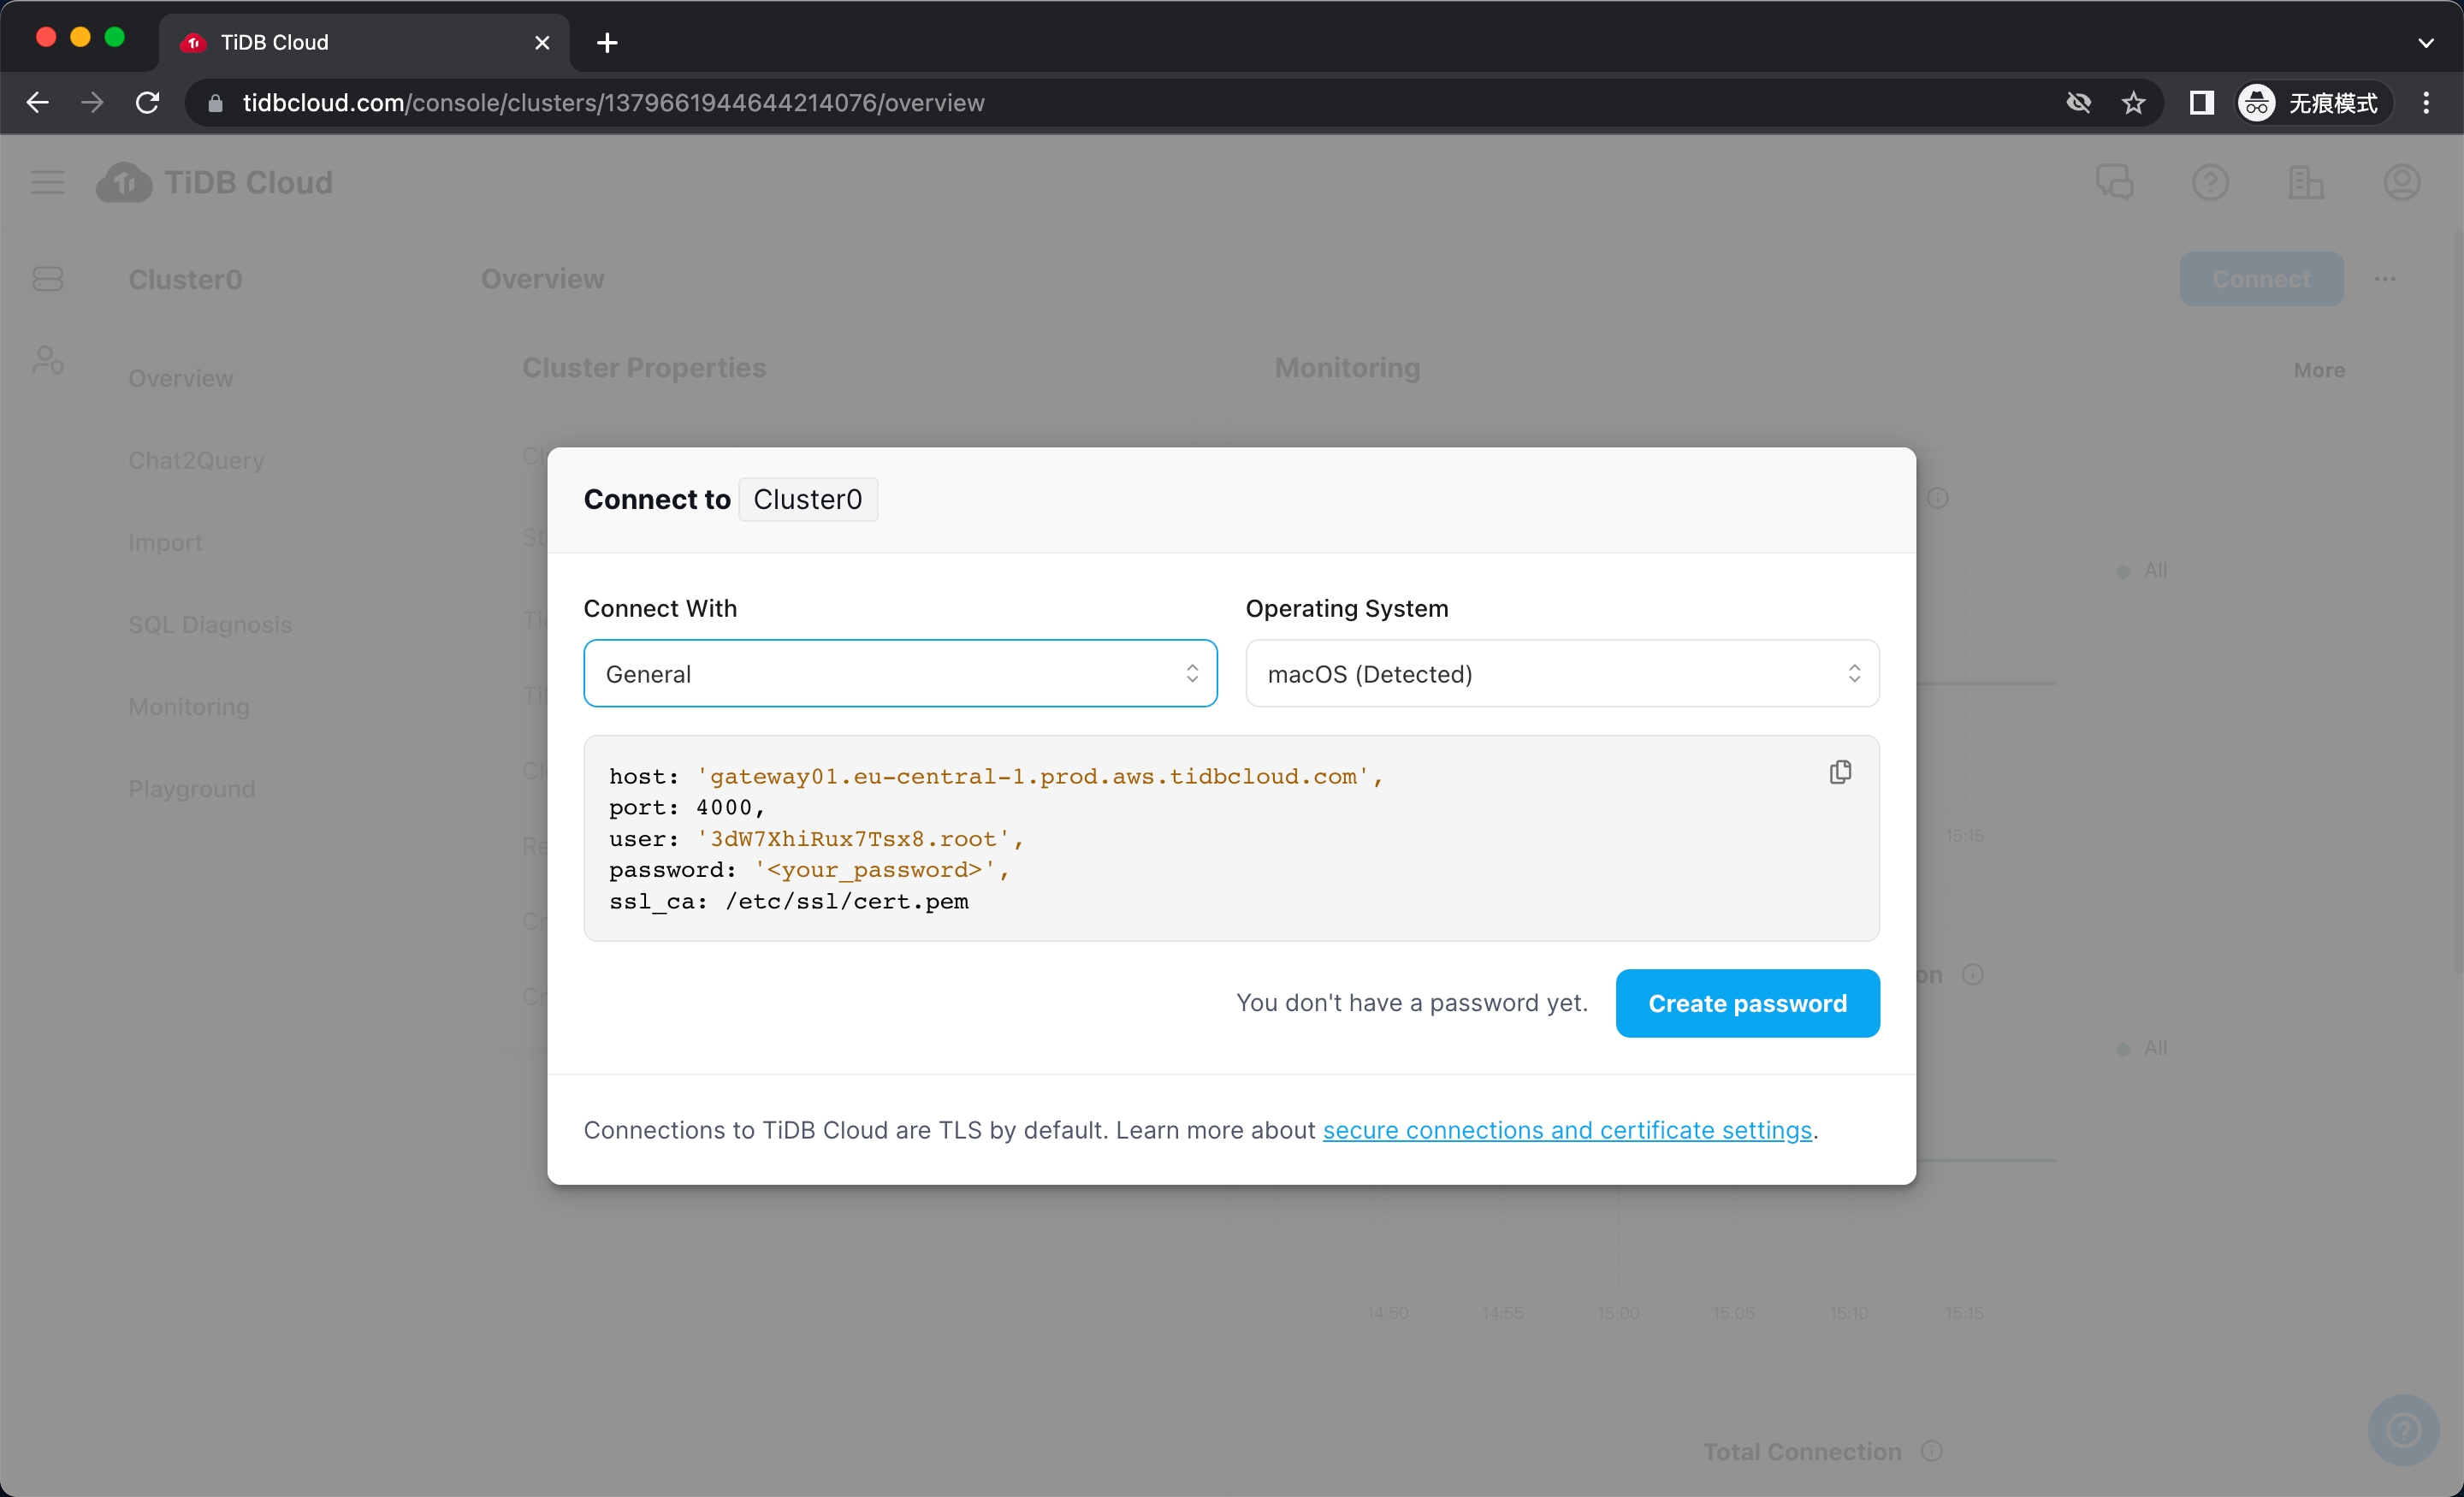 TiDB Cloud
tidbcloud.com/console/clusters/1379661944644214076/overview
无痕模式
TiDB Cloud
Cluster0
Overview
Connect
Overview
Cluster Properties
Monitoring
More
Chat2Query
Import
SQL Diagnosis
Monitoring
Playground
Connect to Cluster0
Connect With
Operating System
General
macOS (Detected)
host: 'gateway01.eu-central-1.prod.aws.tidbcloud.com',
port: 4000,
user: '3dW7XhiRux7Tsx8.root',
password: '<your_password>',
ssl_ca: /etc/ssl/cert.pem
You don't have a password yet.
Create password
Connections to TiDB Cloud are TLS by default. Learn more about secure connections and certificate settings.
All
15:15
All
14:50 14:55 15:00 15:05 15:10 15:15
Total Connection